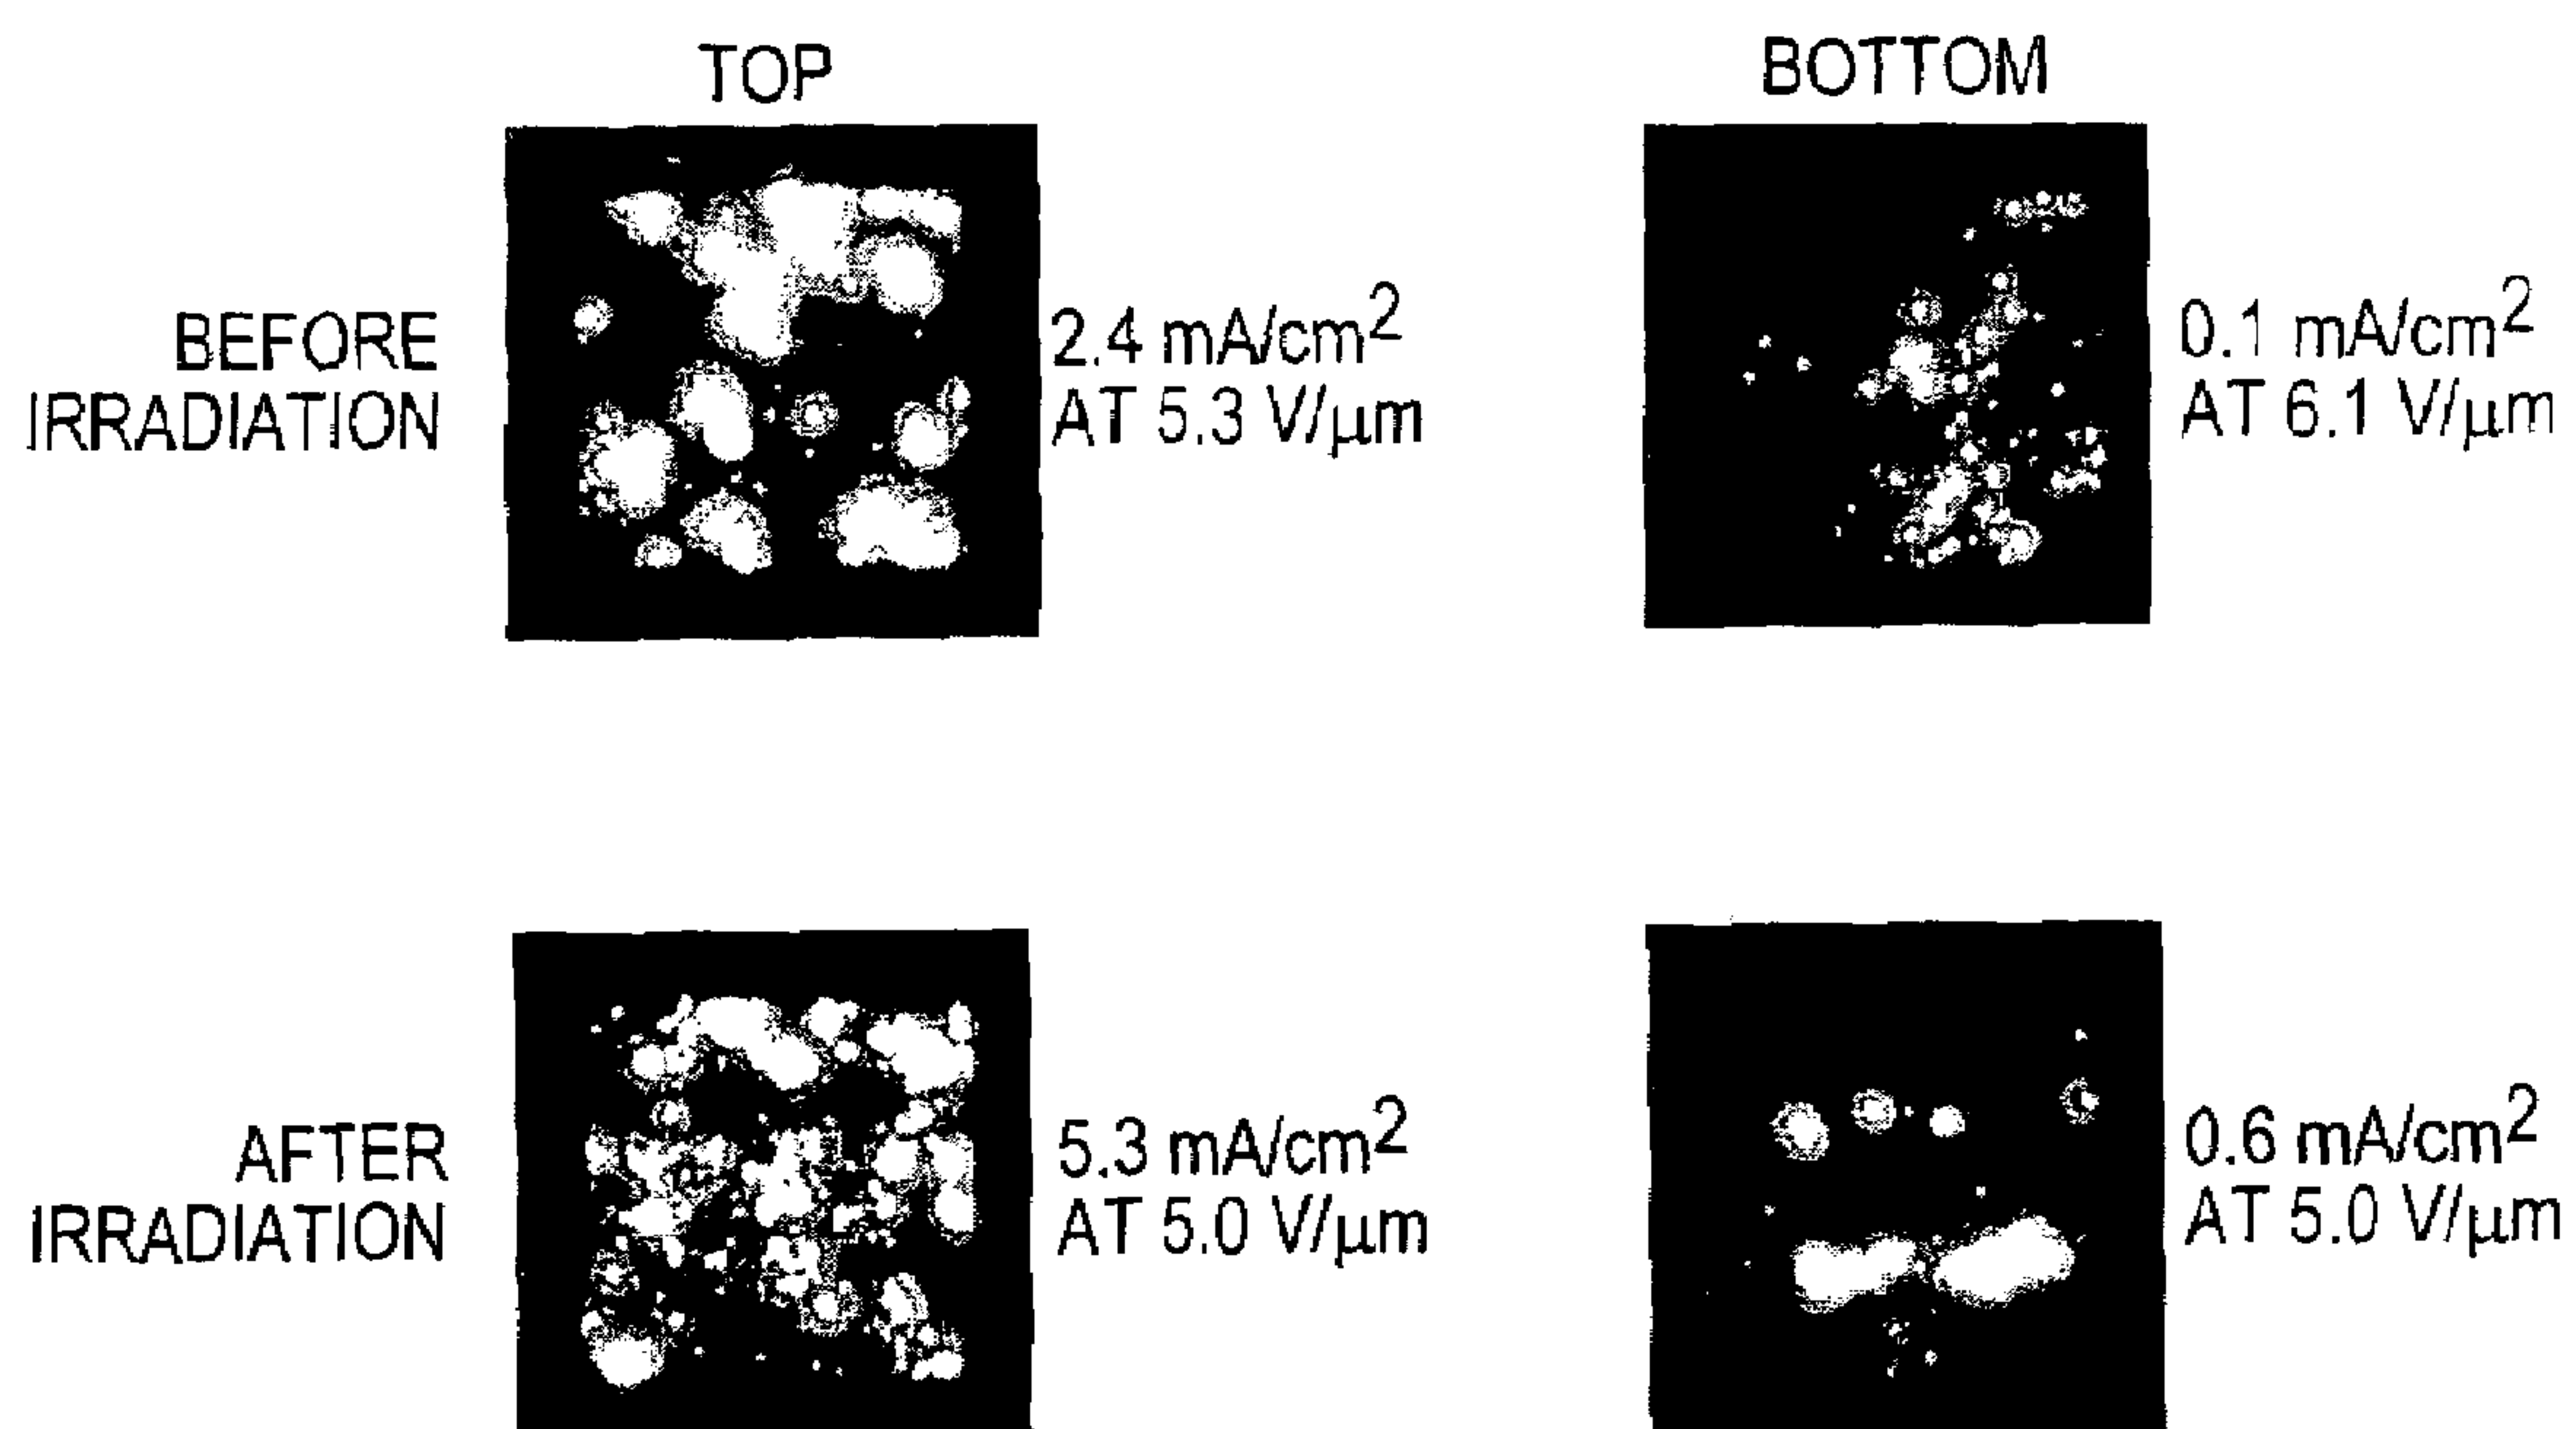 TOP
BOTTOM
BEFORE
IRRADIATION
2.4 mA/cm²
AT 5.3 V/μm
0.1 mA/cm²
AT 6.1 V/μm
AFTER
IRRADIATION
5.3 mA/cm²
AT 5.0 V/μm
0.6 mA/cm²
AT 5.0 V/μm